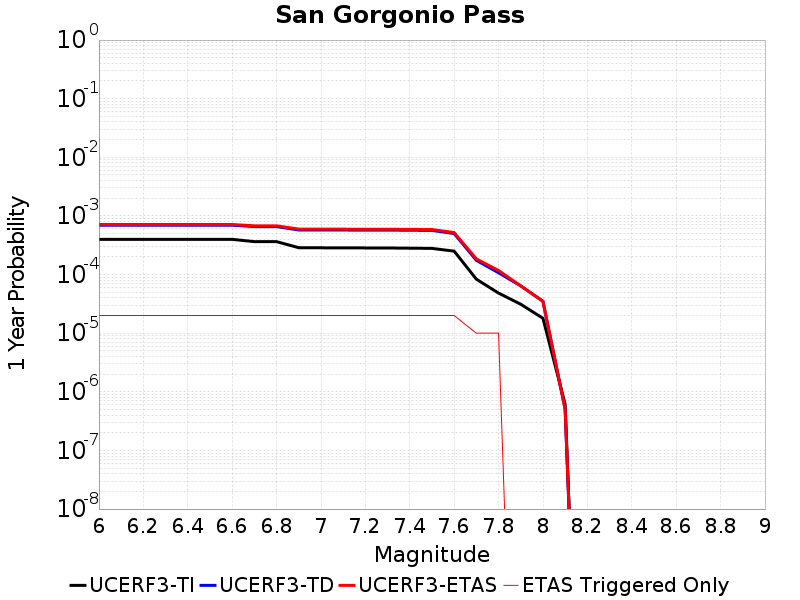 San Gorgonio Pass
10^0
10^-1
10^-2
10^-3
10^-4
10^-5
10^-6
10^-7
10^-8
1 Year Probability
6 6.2 6.4 6.6 6.8 7 7.2 7.4 7.6 7.8 8 8.2 8.4 8.6 8.8 9
Magnitude
UCERF3-TI UCERF3-TD UCERF3-ETAS ETAS Triggered Only